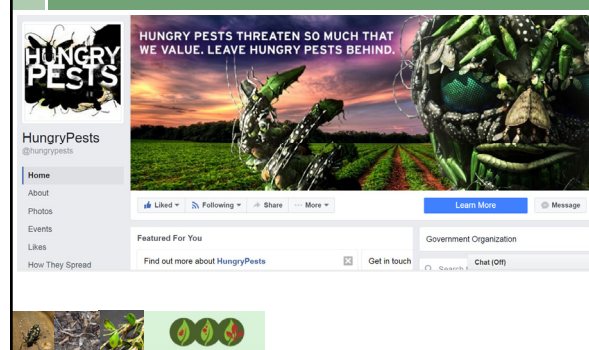 HUNGRY PESTS THREATEN SO MUCH THAT
WE VALUE. LEAVE HUNGRY PESTS BEHIND.
HUNGRY
PESTS
HungryPests
@hungrypests
Home
About
Photos
Events
Likes
How They Spread
Liked
Following
Share
More
Learn More
Message
Featured For You
Find out more about HungryPests
Get in touch
Government Organization
Search
Chat (Off)